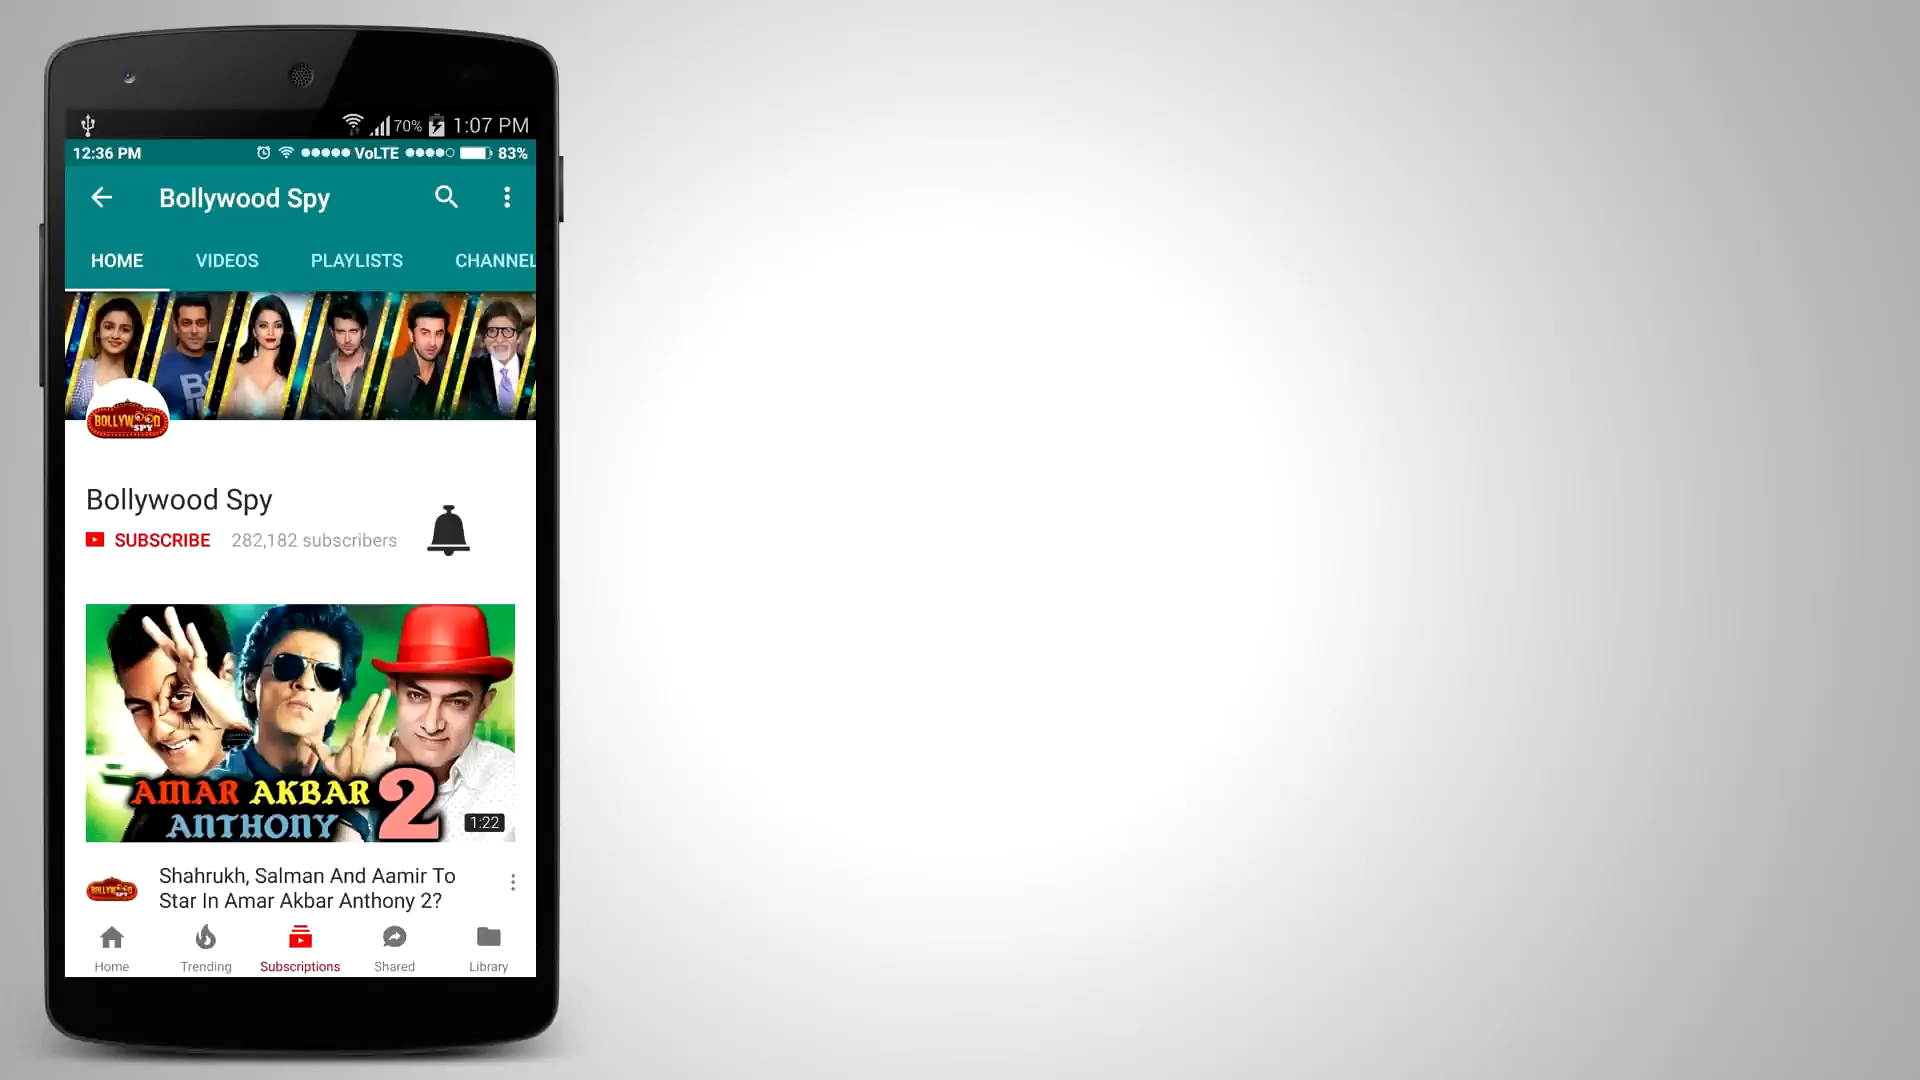 70% 1:07 PM
12:36 PM VoLTE 83%
Bollywood Spy
HOME VIDEOS PLAYLISTS CHANNEL
BOLLYWOOD
SPY
Bollywood Spy
SUBSCRIBE 282,182 subscribers
AMAR AKBAR
ANTHONY 2
1:22
Shahrukh, Salman And Aamir To
Star In Amar Akbar Anthony 2?
Home Trending Subscriptions Shared Library